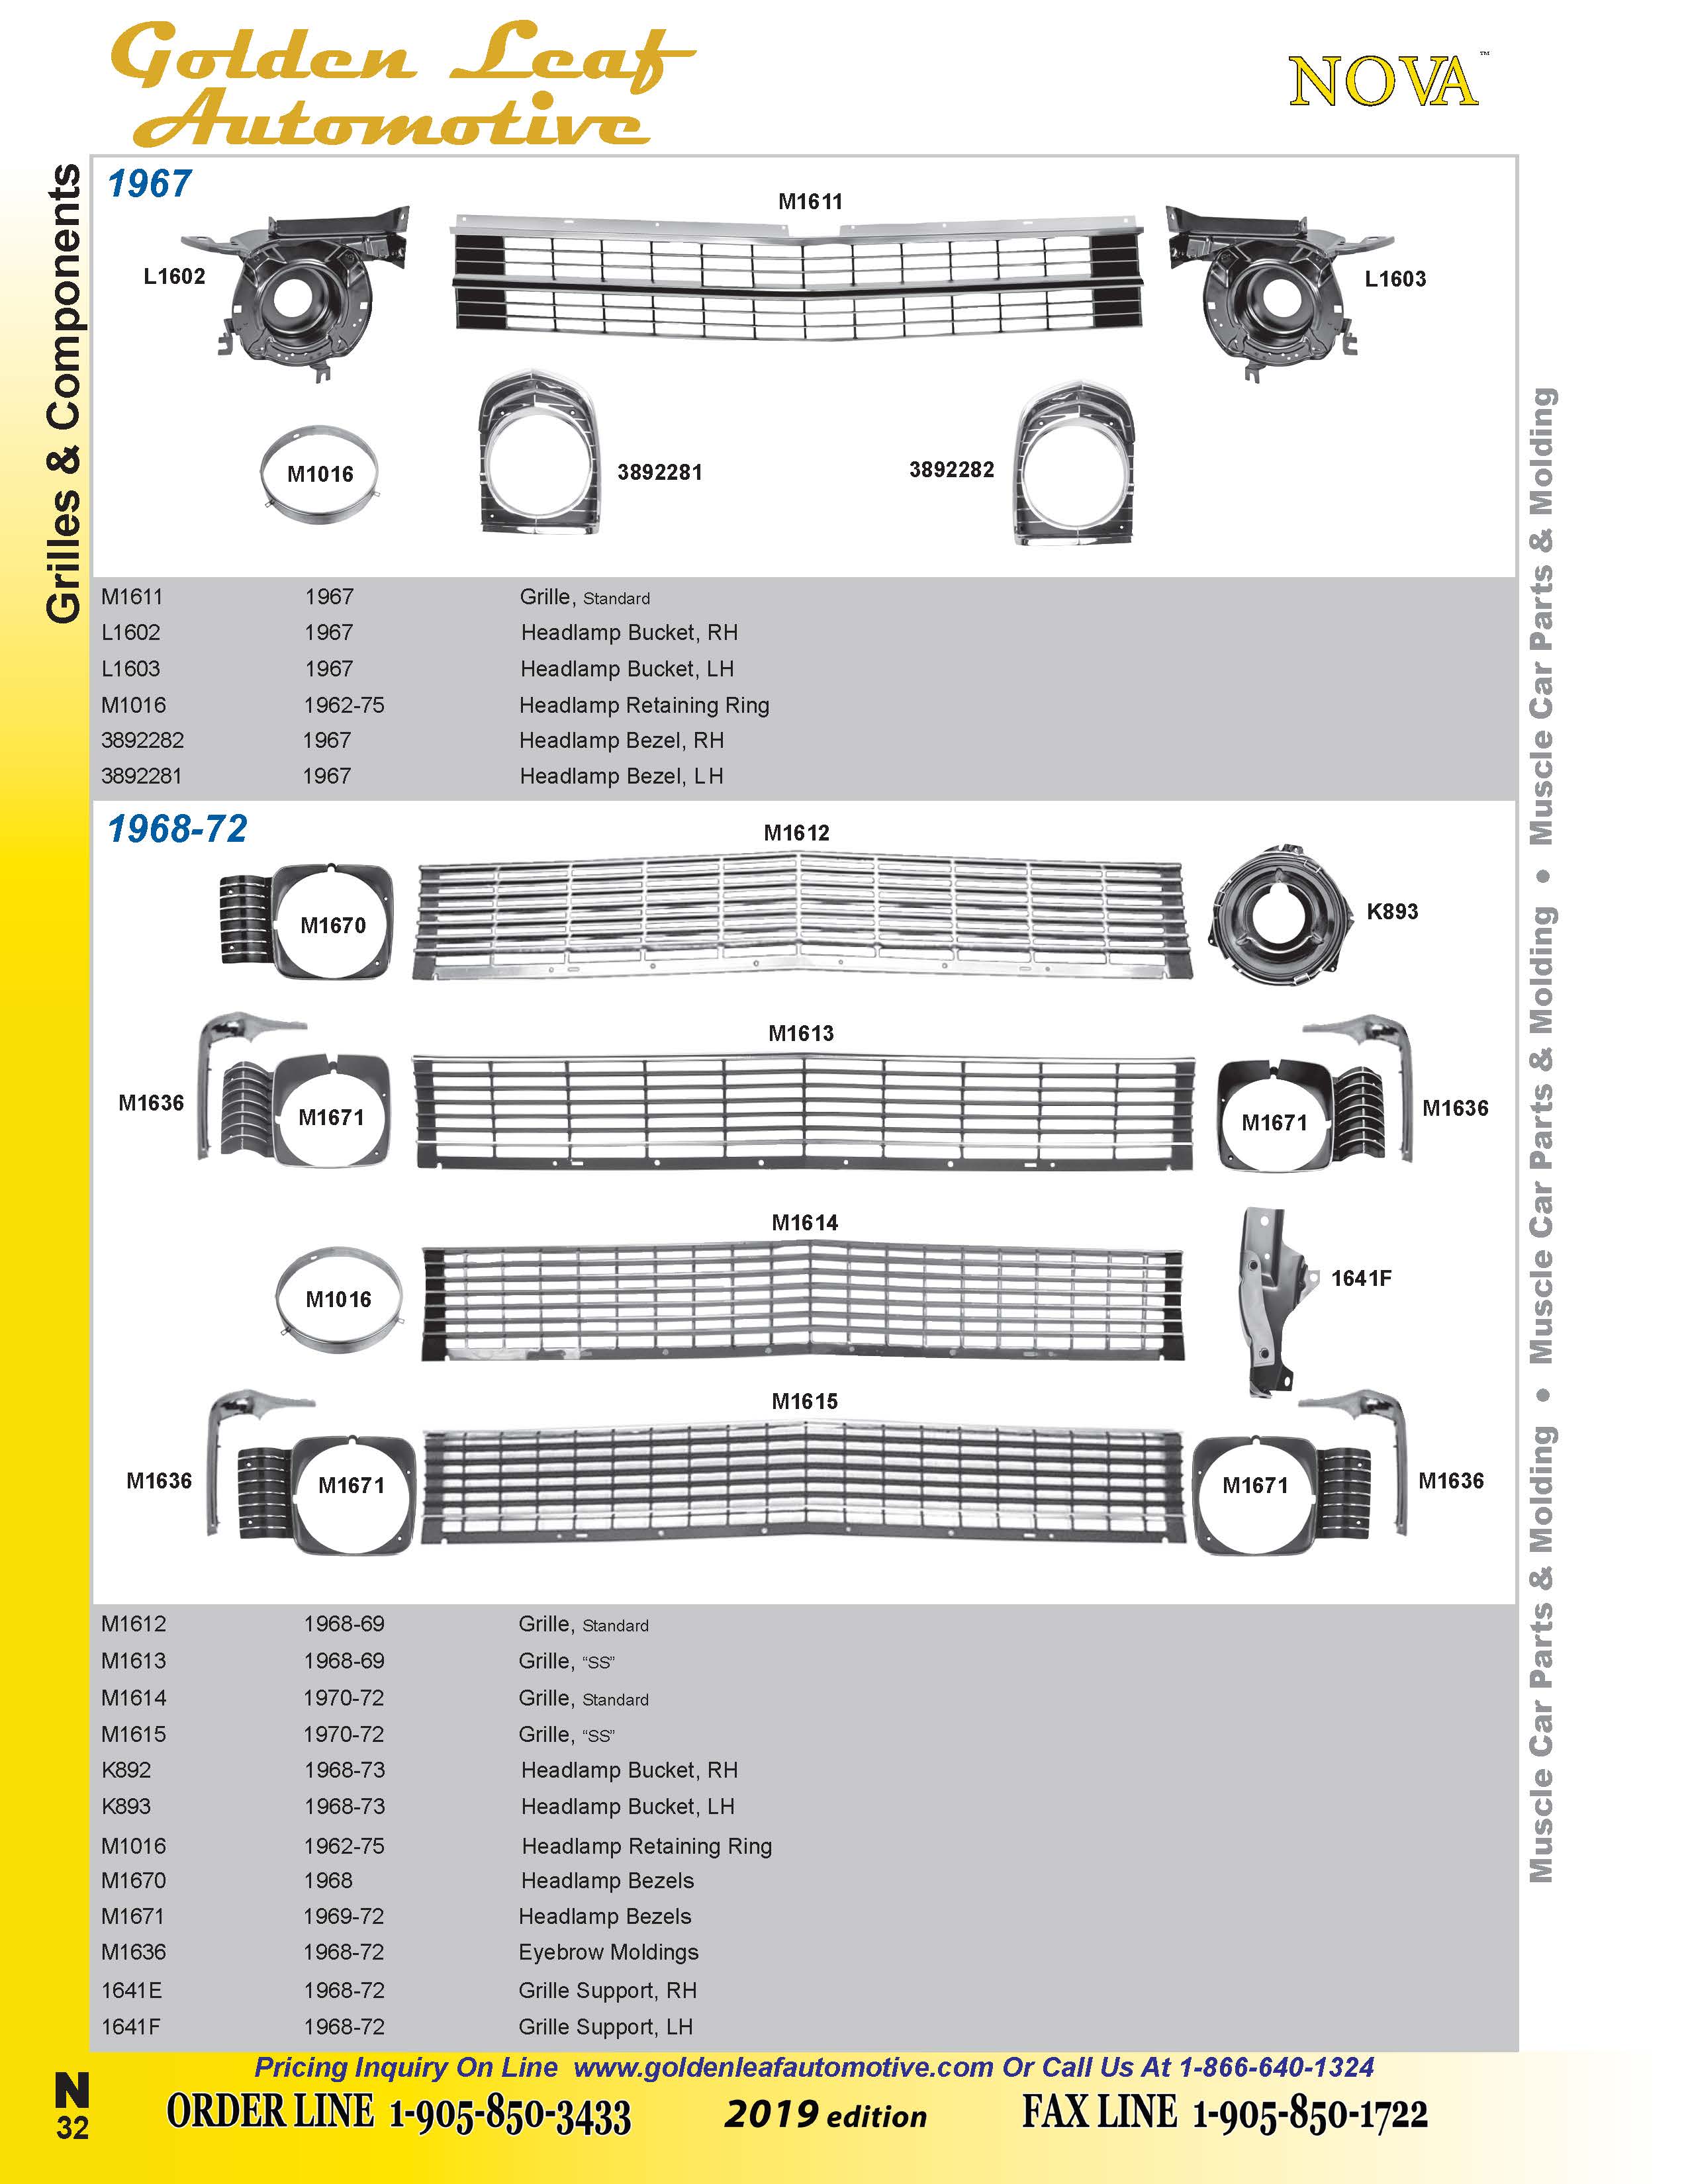 Golden Leaf
Automotive
NOVA™
Grilles & Components
1967
M1611
L1602
L1603
M1016
3892281
3892282
M1611 1967 Grille, Standard
L1602 1967 Headlamp Bucket, RH
L1603 1967 Headlamp Bucket, LH
M1016 1962-75 Headlamp Retaining Ring
3892282 1967 Headlamp Bezel, RH
3892281 1967 Headlamp Bezel, LH
1968-72
M1612
M1670
K893
M1613
M1636
M1671
M1671
M1636
M1614
M1016
1641F
M1615
M1636
M1671
M1671
M1636
M1612 1968-69 Grille, Standard
M1613 1968-69 Grille, “SS”
M1614 1970-72 Grille, Standard
M1615 1970-72 Grille, “SS”
K892 1968-73 Headlamp Bucket, RH
K893 1968-73 Headlamp Bucket, LH
M1016 1962-75 Headlamp Retaining Ring
M1670 1968 Headlamp Bezels
M1671 1969-72 Headlamp Bezels
M1636 1968-72 Eyebrow Moldings
1641E 1968-72 Grille Support, RH
1641F 1968-72 Grille Support, LH
Muscle Car Parts & Molding • Muscle Car Parts & Molding • Muscle Car Parts & Molding
Pricing Inquiry On Line www.goldenleafautomotive.com Or Call Us At 1-866-640-1324
N
32
ORDER LINE 1-905-850-3433 2019 edition FAX LINE 1-905-850-1722